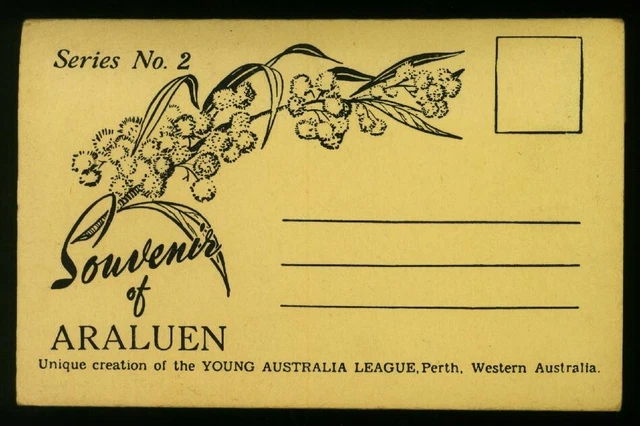 Series No. 2
Souvenir
of
ARALUEN
Unique creation of the YOUNG AUSTRALIA LEAGUE, Perth, Western Australia.